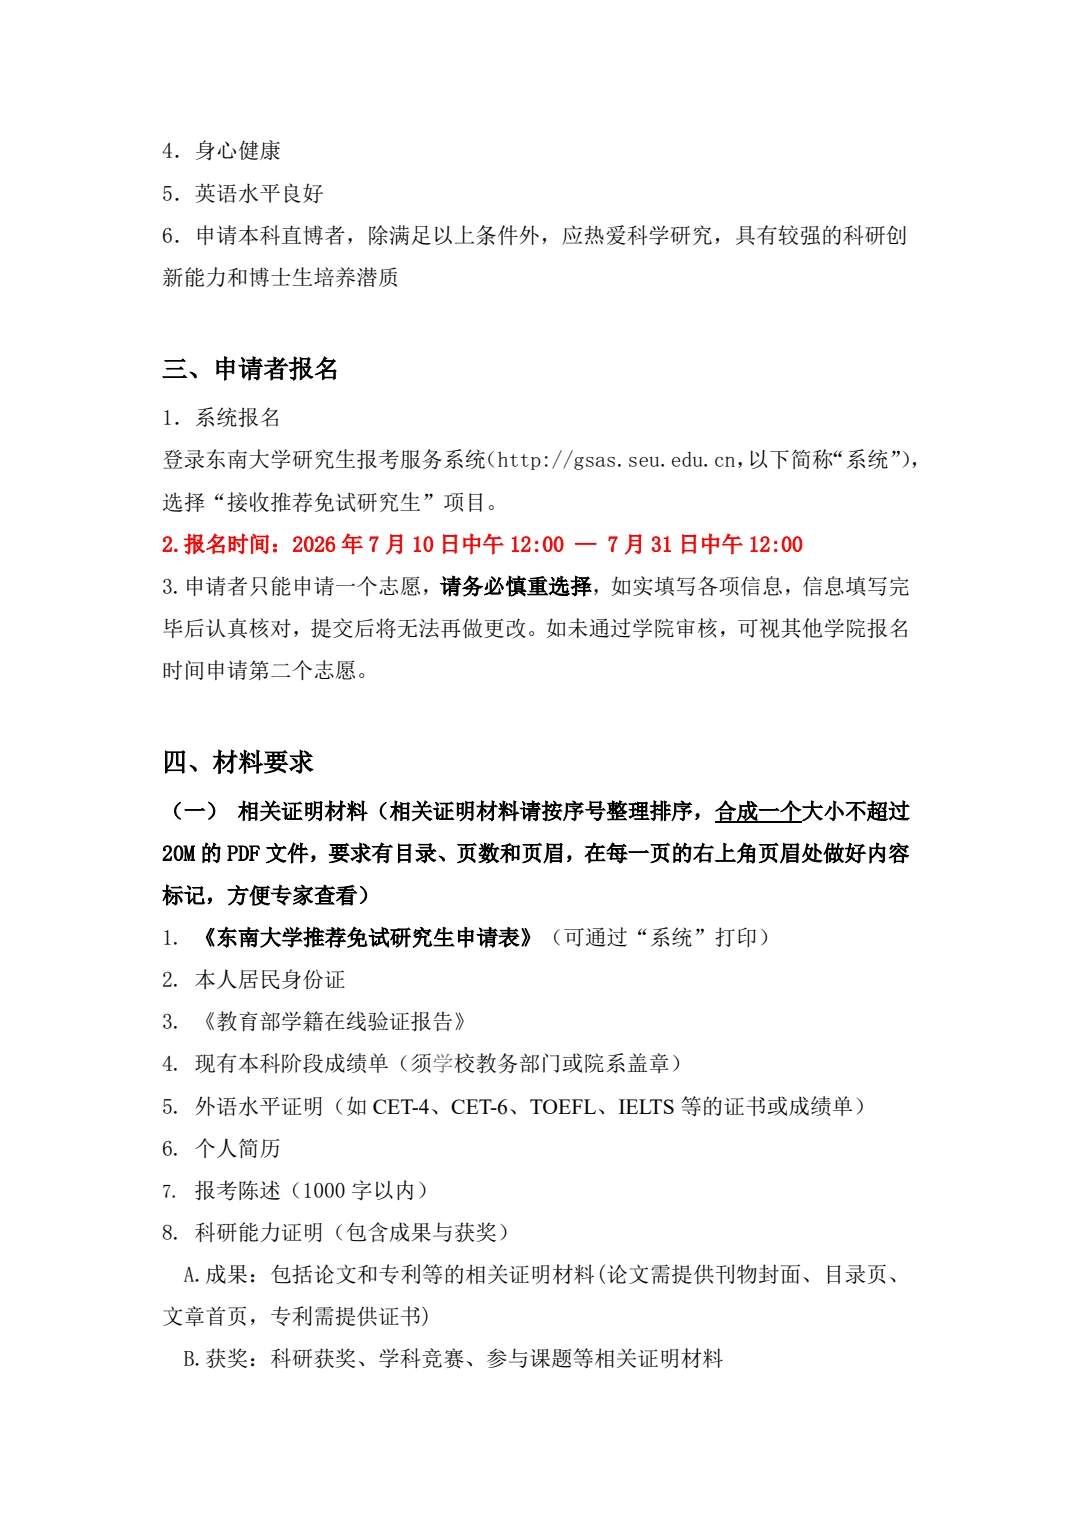 4. 身心健康
5. 英语水平良好
6. 申请本科直博者，除满足以上条件外，应热爱科学研究，具有较强的科研创
新能力和博士生培养潜质
三、申请者报名
1. 系统报名
登录东南大学研究生报考服务系统(http://gsas.seu.edu.cn,以下简称“系统”),
选择“接收推荐免试研究生”项目。
2.报名时间：2026 年 7 月 10 日中午 12:00 — 7 月 31 日中午 12:00
3.申请者只能申请一个志愿，请务必慎重选择，如实填写各项信息，信息填写完
毕后认真核对，提交后将无法再做更改。如未通过学院审核，可视其他学院报名
时间申请第二个志愿。
四、材料要求
（一） 相关证明材料（相关证明材料请按序号整理排序，合成一个大小不超过
20M 的 PDF 文件，要求有目录、页数和页眉，在每一页的右上角页眉处做好内容
标记，方便专家查看）
1. 《东南大学推荐免试研究生申请表》（可通过“系统”打印）
2. 本人居民身份证
3. 《教育部学籍在线验证报告》
4. 现有本科阶段成绩单（须学校教务部门或院系盖章）
5. 外语水平证明（如 CET-4、CET-6、TOEFL、IELTS 等的证书或成绩单）
6. 个人简历
7. 报考陈述（1000 字以内）
8. 科研能力证明（包含成果与获奖）
A.成果：包括论文和专利等的相关证明材料(论文需提供刊物封面、目录页、
文章首页，专利需提供证书)
B.获奖：科研获奖、学科竞赛、参与课题等相关证明材料